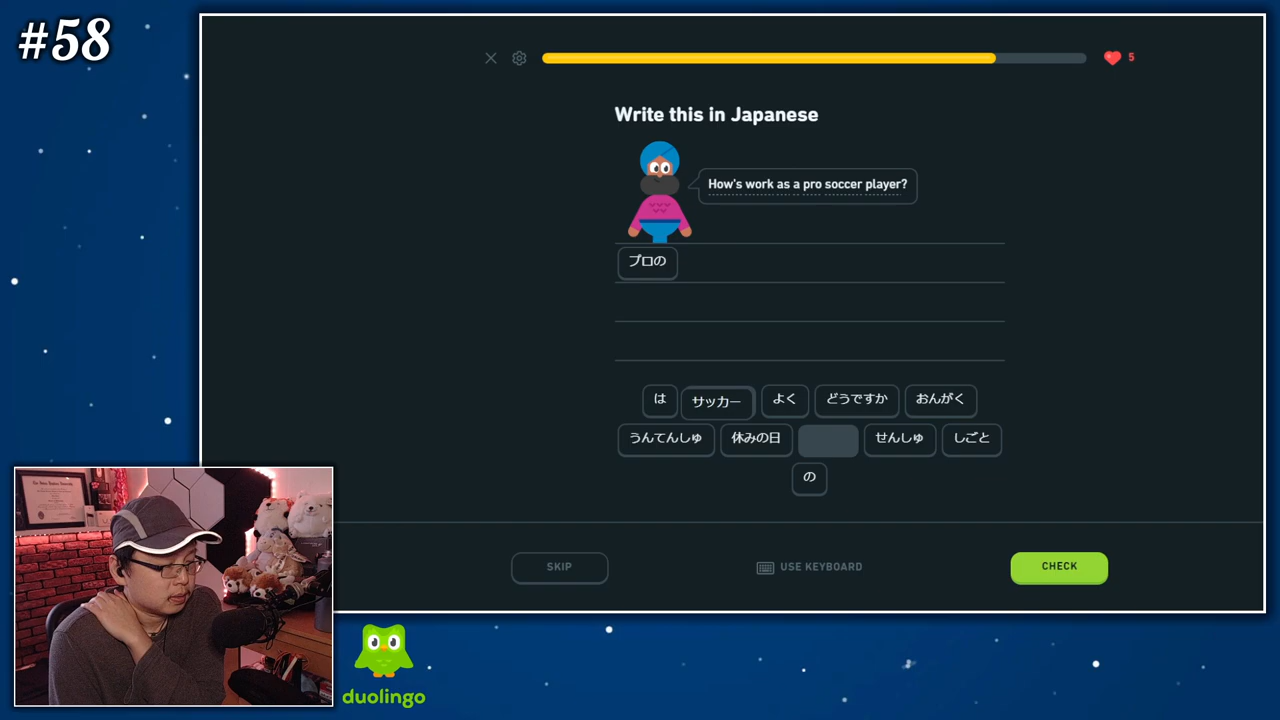 #58
5
Write this in Japanese
How's work as a pro soccer player?
プロの
は サッカー よく どうですか おんがく
うんてんしゅ 休みの日 せんしゅ しごと
の
SKIP
USE KEYBOARD
CHECK
duolingo